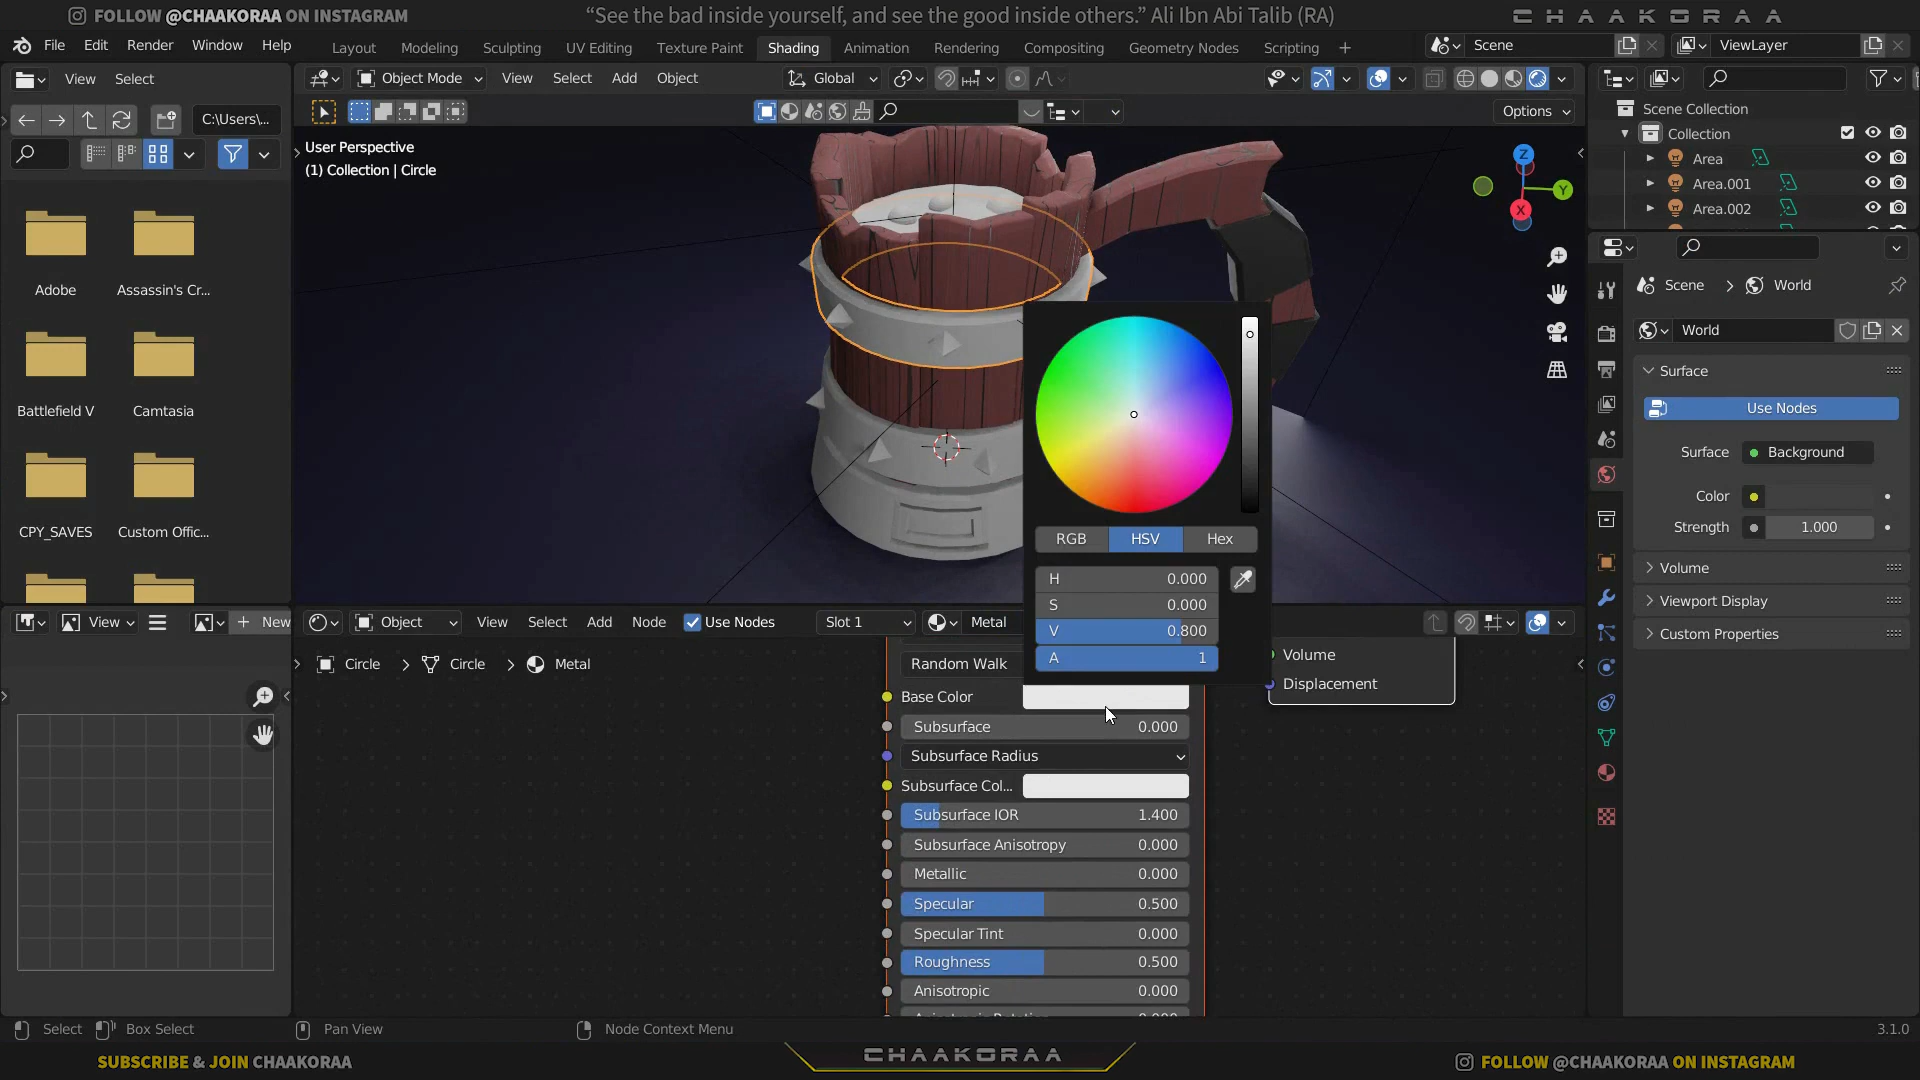 FOLLOW @CHAAKORAA ON INSTAGRAM
“See the bad inside yourself, and see the good inside others.” Ali Ibn Abi Talib (RA)
CHAAKORAA
File Edit Render Window Help
Layout Modeling Sculpting UV Editing Texture Paint Shading Animation Rendering Compositing Geometry Nodes Scripting
Scene
ViewLayer
View Select
Object Mode View Select Add Object
Global
C:\Users\...
Options
User Perspective
(1) Collection | Circle
Z
Y
X
Scene Collection
Collection
Area
Area.001
Area.002
Adobe
Assassin's Cr...
Battlefield V
Camtasia
CPY_SAVES
Custom Offic...
Scene World
World
Surface
Use Nodes
Surface Background
Color
Strength 1.000
Volume
Viewport Display
Custom Properties
RGB HSV Hex
H 0.000
S 0.000
V 0.800
A 1
View
New
Object View Select Add Node Use Nodes Slot 1 Metal
Circle Circle Metal
Random Walk
Base Color
Subsurface 0.000
Subsurface Radius
Subsurface Col...
Subsurface IOR 1.400
Subsurface Anisotropy 0.000
Metallic 0.000
Specular 0.500
Specular Tint 0.000
Roughness 0.500
Anisotropic 0.000
Volume
Displacement
Select Box Select Pan View Node Context Menu
3.1.0
SUBSCRIBE & JOIN CHAAKORAA
CHAAKORAA
FOLLOW @CHAAKORAA ON INSTAGRAM